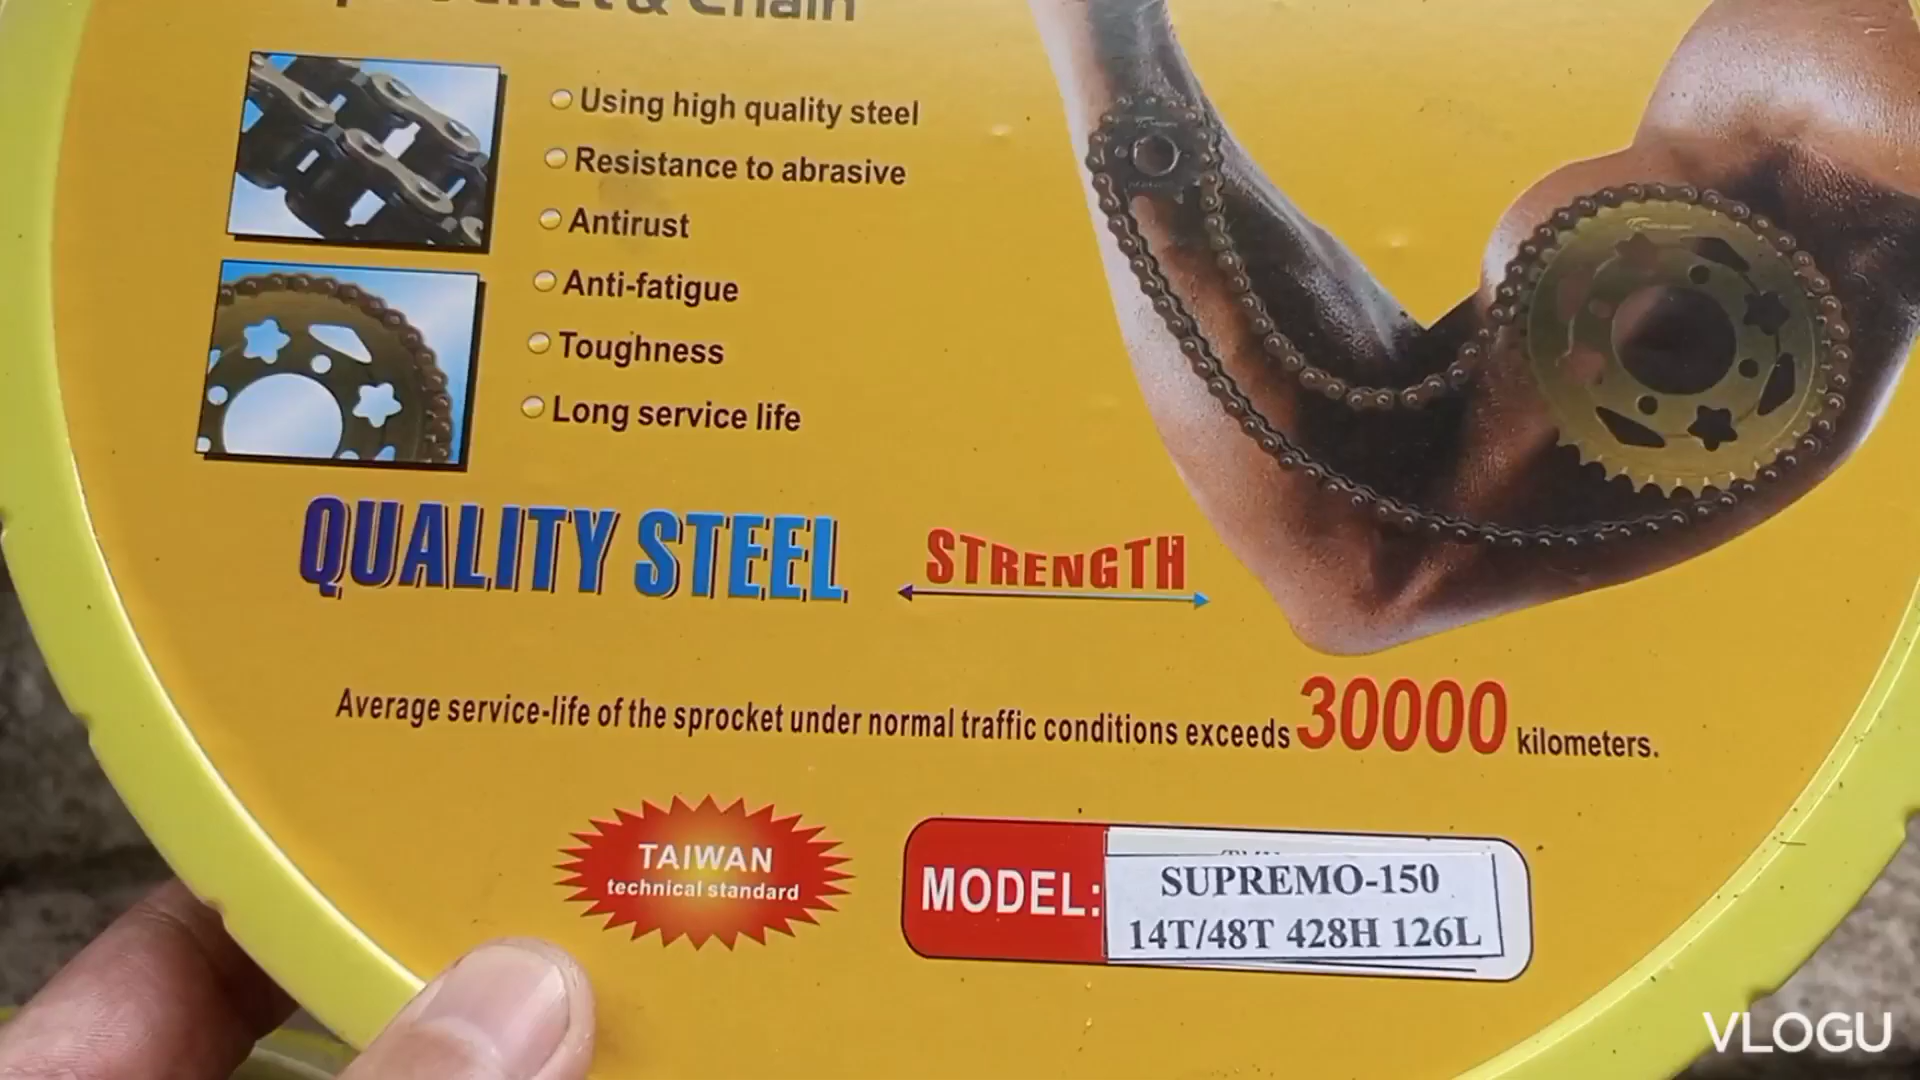 & Chain
Using high quality steel
Resistance to abrasive
Antirust
Anti-fatigue
Toughness
Long service life
QUALITY STEEL
STRENGTH
Average service-life of the sprocket under normal traffic conditions exceeds 30000 kilometers.
TAIWAN
technical standard
MODEL:
SUPREMO-150
14T/48T 428H 126L
VLOGU